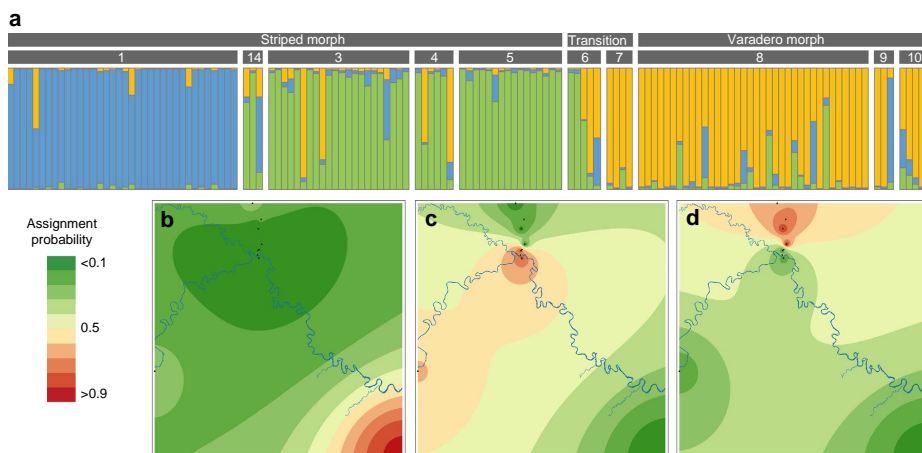 a
Striped morph Transition Varadero morph
1 14 3 4 5 6 7 8 9 10
b c d
Assignment
probability
<0.1
0.5
>0.9